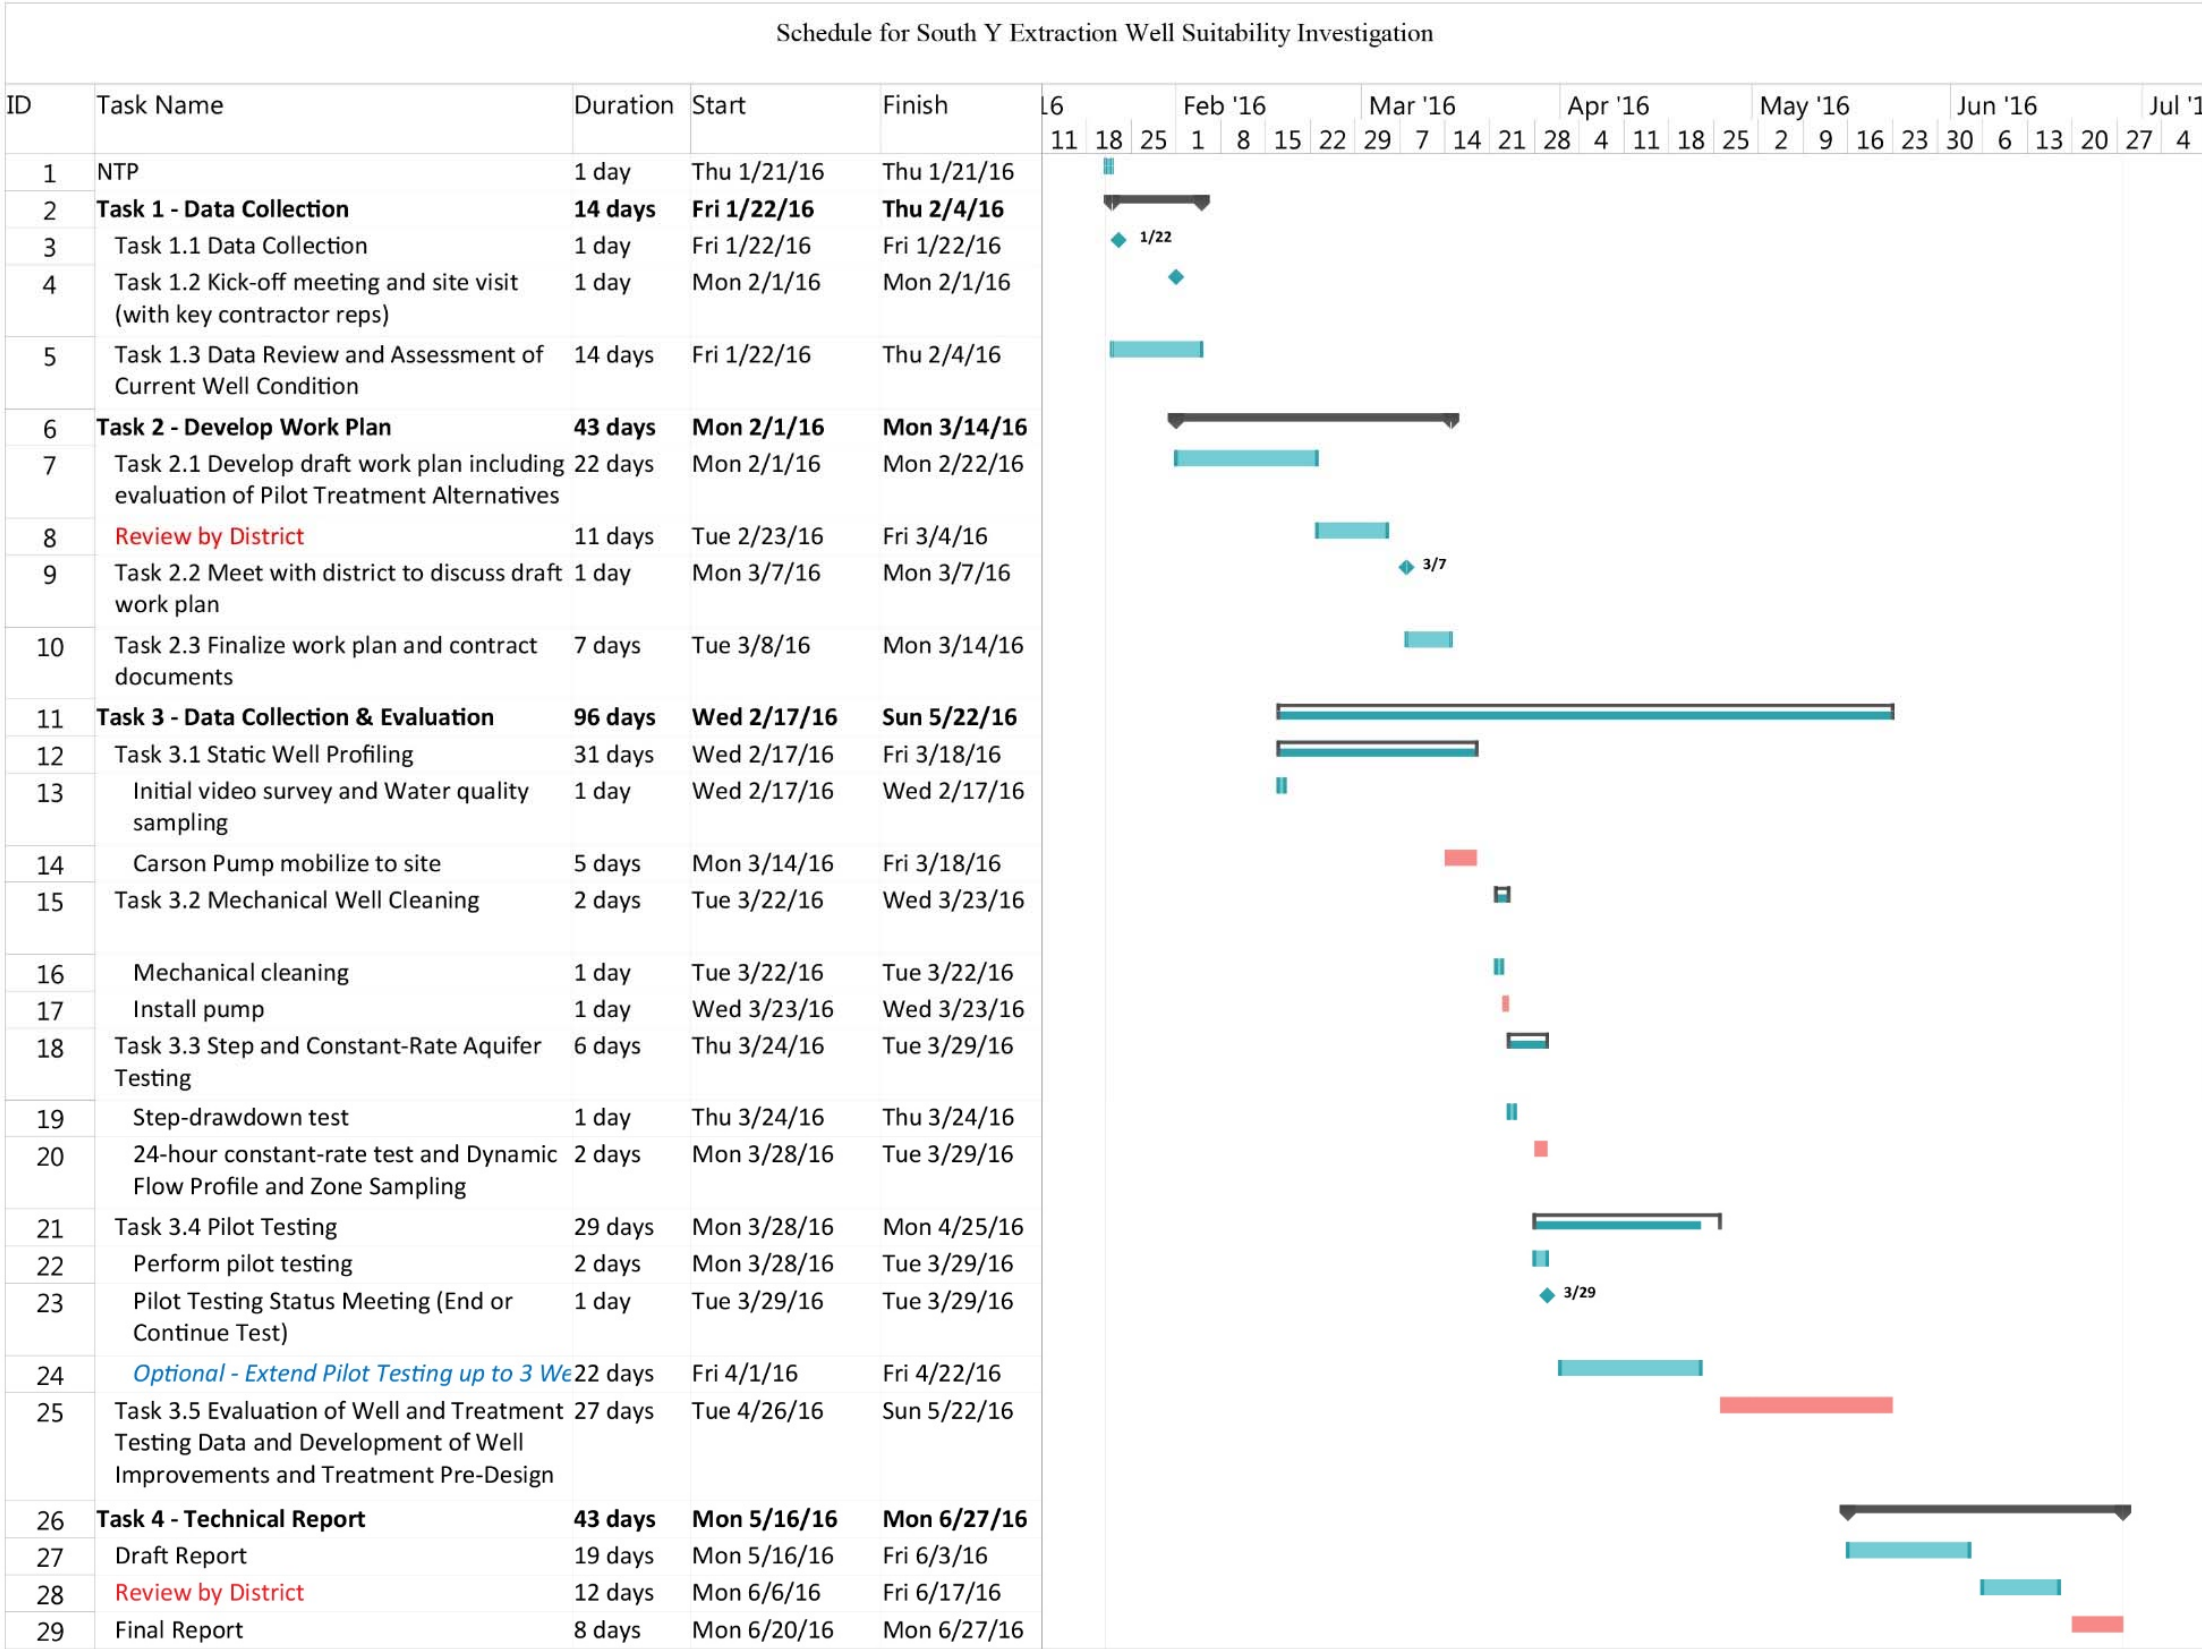 Schedule for South Y Extraction Well Suitability Investigation
ID Task Name Duration Start Finish 16 Feb '16 Mar '16 Apr '16 May '16 Jun '16 Jul '1
11 18 25 1 8 15 22 29 7 14 21 28 4 11 18 25 2 9 16 23 30 6 13 20 27 4
1 NTP 1 day Thu 1/21/16 Thu 1/21/16
2 Task 1 - Data Collection 14 days Fri 1/22/16 Thu 2/4/16
3 Task 1.1 Data Collection 1 day Fri 1/22/16 Fri 1/22/16 1/22
4 Task 1.2 Kick-off meeting and site visit 1 day Mon 2/1/16 Mon 2/1/16
(with key contractor reps)
5 Task 1.3 Data Review and Assessment of 14 days Fri 1/22/16 Thu 2/4/16
Current Well Condition
6 Task 2 - Develop Work Plan 43 days Mon 2/1/16 Mon 3/14/16
7 Task 2.1 Develop draft work plan including 22 days Mon 2/1/16 Mon 2/22/16
evaluation of Pilot Treatment Alternatives
8 Review by District 11 days Tue 2/23/16 Fri 3/4/16
9 Task 2.2 Meet with district to discuss draft 1 day Mon 3/7/16 Mon 3/7/16 3/7
work plan
10 Task 2.3 Finalize work plan and contract 7 days Tue 3/8/16 Mon 3/14/16
documents
11 Task 3 - Data Collection & Evaluation 96 days Wed 2/17/16 Sun 5/22/16
12 Task 3.1 Static Well Profiling 31 days Wed 2/17/16 Fri 3/18/16
13 Initial video survey and Water quality 1 day Wed 2/17/16 Wed 2/17/16
sampling
14 Carson Pump mobilize to site 5 days Mon 3/14/16 Fri 3/18/16
15 Task 3.2 Mechanical Well Cleaning 2 days Tue 3/22/16 Wed 3/23/16
16 Mechanical cleaning 1 day Tue 3/22/16 Tue 3/22/16
17 Install pump 1 day Wed 3/23/16 Wed 3/23/16
18 Task 3.3 Step and Constant-Rate Aquifer 6 days Thu 3/24/16 Tue 3/29/16
Testing
19 Step-drawdown test 1 day Thu 3/24/16 Thu 3/24/16
20 24-hour constant-rate test and Dynamic 2 days Mon 3/28/16 Tue 3/29/16
Flow Profile and Zone Sampling
21 Task 3.4 Pilot Testing 29 days Mon 3/28/16 Mon 4/25/16
22 Perform pilot testing 2 days Mon 3/28/16 Tue 3/29/16
23 Pilot Testing Status Meeting (End or 1 day Tue 3/29/16 Tue 3/29/16 3/29
Continue Test)
24 Optional - Extend Pilot Testing up to 3 We 22 days Fri 4/1/16 Fri 4/22/16
25 Task 3.5 Evaluation of Well and Treatment 27 days Tue 4/26/16 Sun 5/22/16
Testing Data and Development of Well
Improvements and Treatment Pre-Design
26 Task 4 - Technical Report 43 days Mon 5/16/16 Mon 6/27/16
27 Draft Report 19 days Mon 5/16/16 Fri 6/3/16
28 Review by District 12 days Mon 6/6/16 Fri 6/17/16
29 Final Report 8 days Mon 6/20/16 Mon 6/27/16